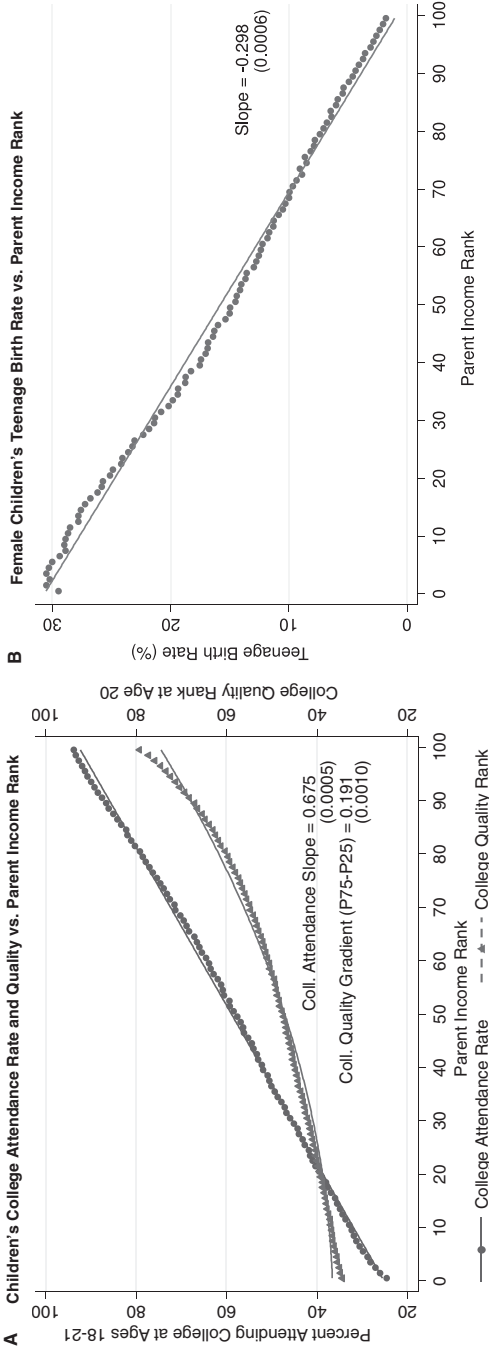 A
Children's College Attendance Rate and Quality vs. Parent Income Rank
Percent Attending College at Ages 18-21
100
80
60
40
20
College Quality Rank at Age 20
100
80
60
40
20
Coll. Attendance Slope = 0.675
(0.0005)
Coll. Quality Gradient (P75-P25) = 0.191
(0.0010)
0 10 20 30 40 50 60 70 80 90 100
Parent Income Rank
College Attendance Rate
College Quality Rank
B
Female Children's Teenage Birth Rate vs. Parent Income Rank
Teenage Birth Rate (%)
30
20
10
0
Slope = -0.298
(0.0006)
0 10 20 30 40 50 60 70 80 90 100
Parent Income Rank